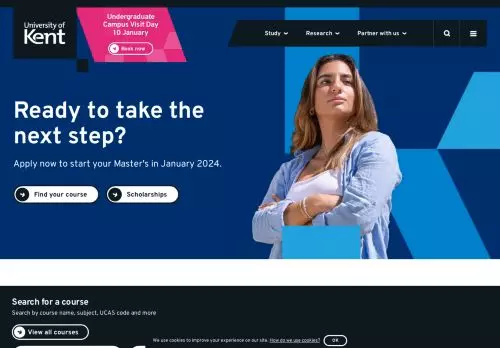 University of
Kent
Undergraduate
Campus Visit Day
10 January
Book now
Study
Research
Partner with us
Ready to take the
next step?
Apply now to start your Master's in January 2024.
Find your course
Scholarships
Search for a course
Search by course name, subject, UCAS code and more
View all courses
We use cookies to improve your experience on our site. How do we use cookies?
OK